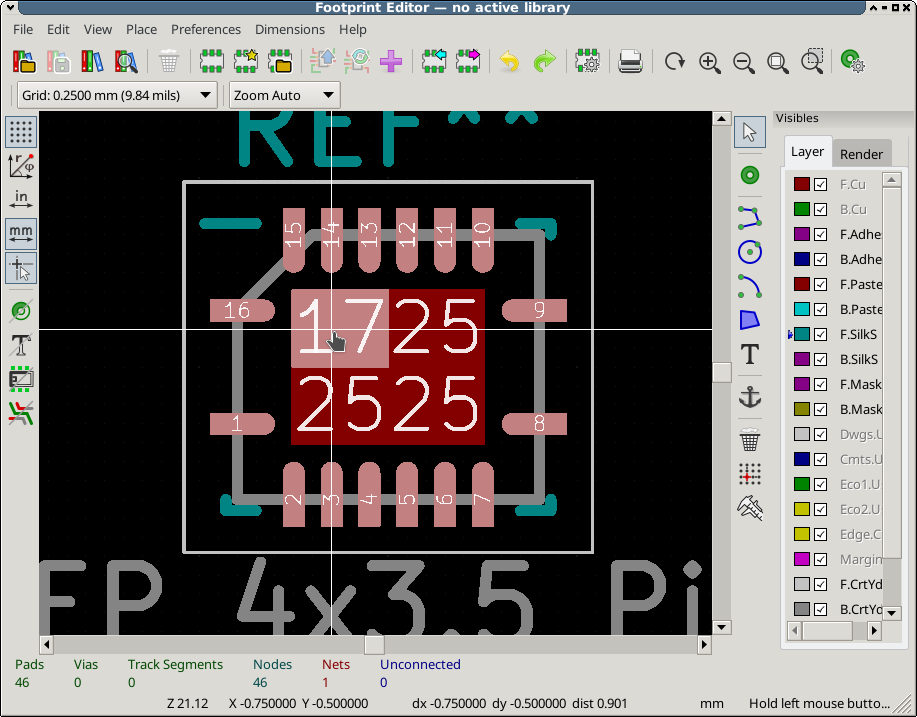 Footprint Editor — no active library
File Edit View Place Preferences Dimensions Help
Grid: 0.2500 mm (9.84 mils) Zoom Auto
Visibles
Layer Render
in
mm
REF**
15 14 13 12 11 10
16 9
1725
2525
1 8
2 3 4 5 6 7
FP 4x3.5 Pi
F.Cu
B.Cu
F.Adhe
B.Adhe
F.Paste
B.Paste
F.SilkS
B.SilkS
F.Mask
B.Mask
Dwgs.U
Cmts.U
Eco1.U
Eco2.U
Edge.C
Margin
F.CrtYd
B.CrtYd
Pads Vias Track Segments Nodes Nets Unconnected
46 0 0 46 1 0
Z 21.12 X -0.750000 Y -0.500000 dx -0.750000 dy -0.500000 dist 0.901 mm Hold left mouse butto...